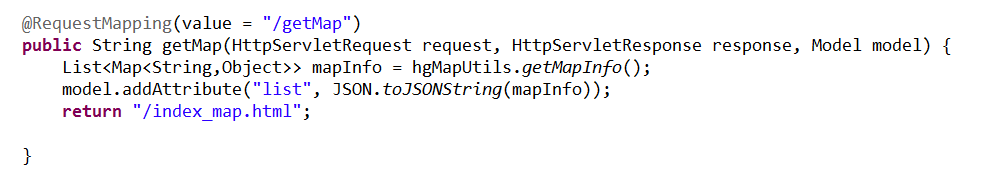 @RequestMapping(value = "/getMap")
public String getMap(HttpServletRequest request, HttpServletResponse response, Model model) {
    List<Map<String,Object>> mapInfo = hgMapUtils.getMapInfo();
    model.addAttribute("list", JSON.toJSONString(mapInfo));
    return "/index_map.html";
}